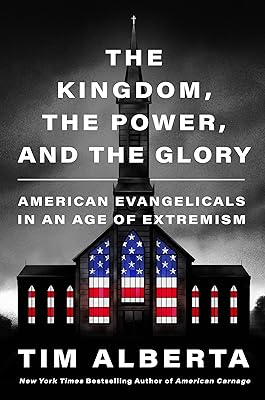 THE
KINGDOM,
THE POWER,
AND THE GLORY
AMERICAN EVANGELICALS
IN AN AGE OF EXTREMISM
TIM ALBERTA
New York Times Bestselling Author of American Carnage